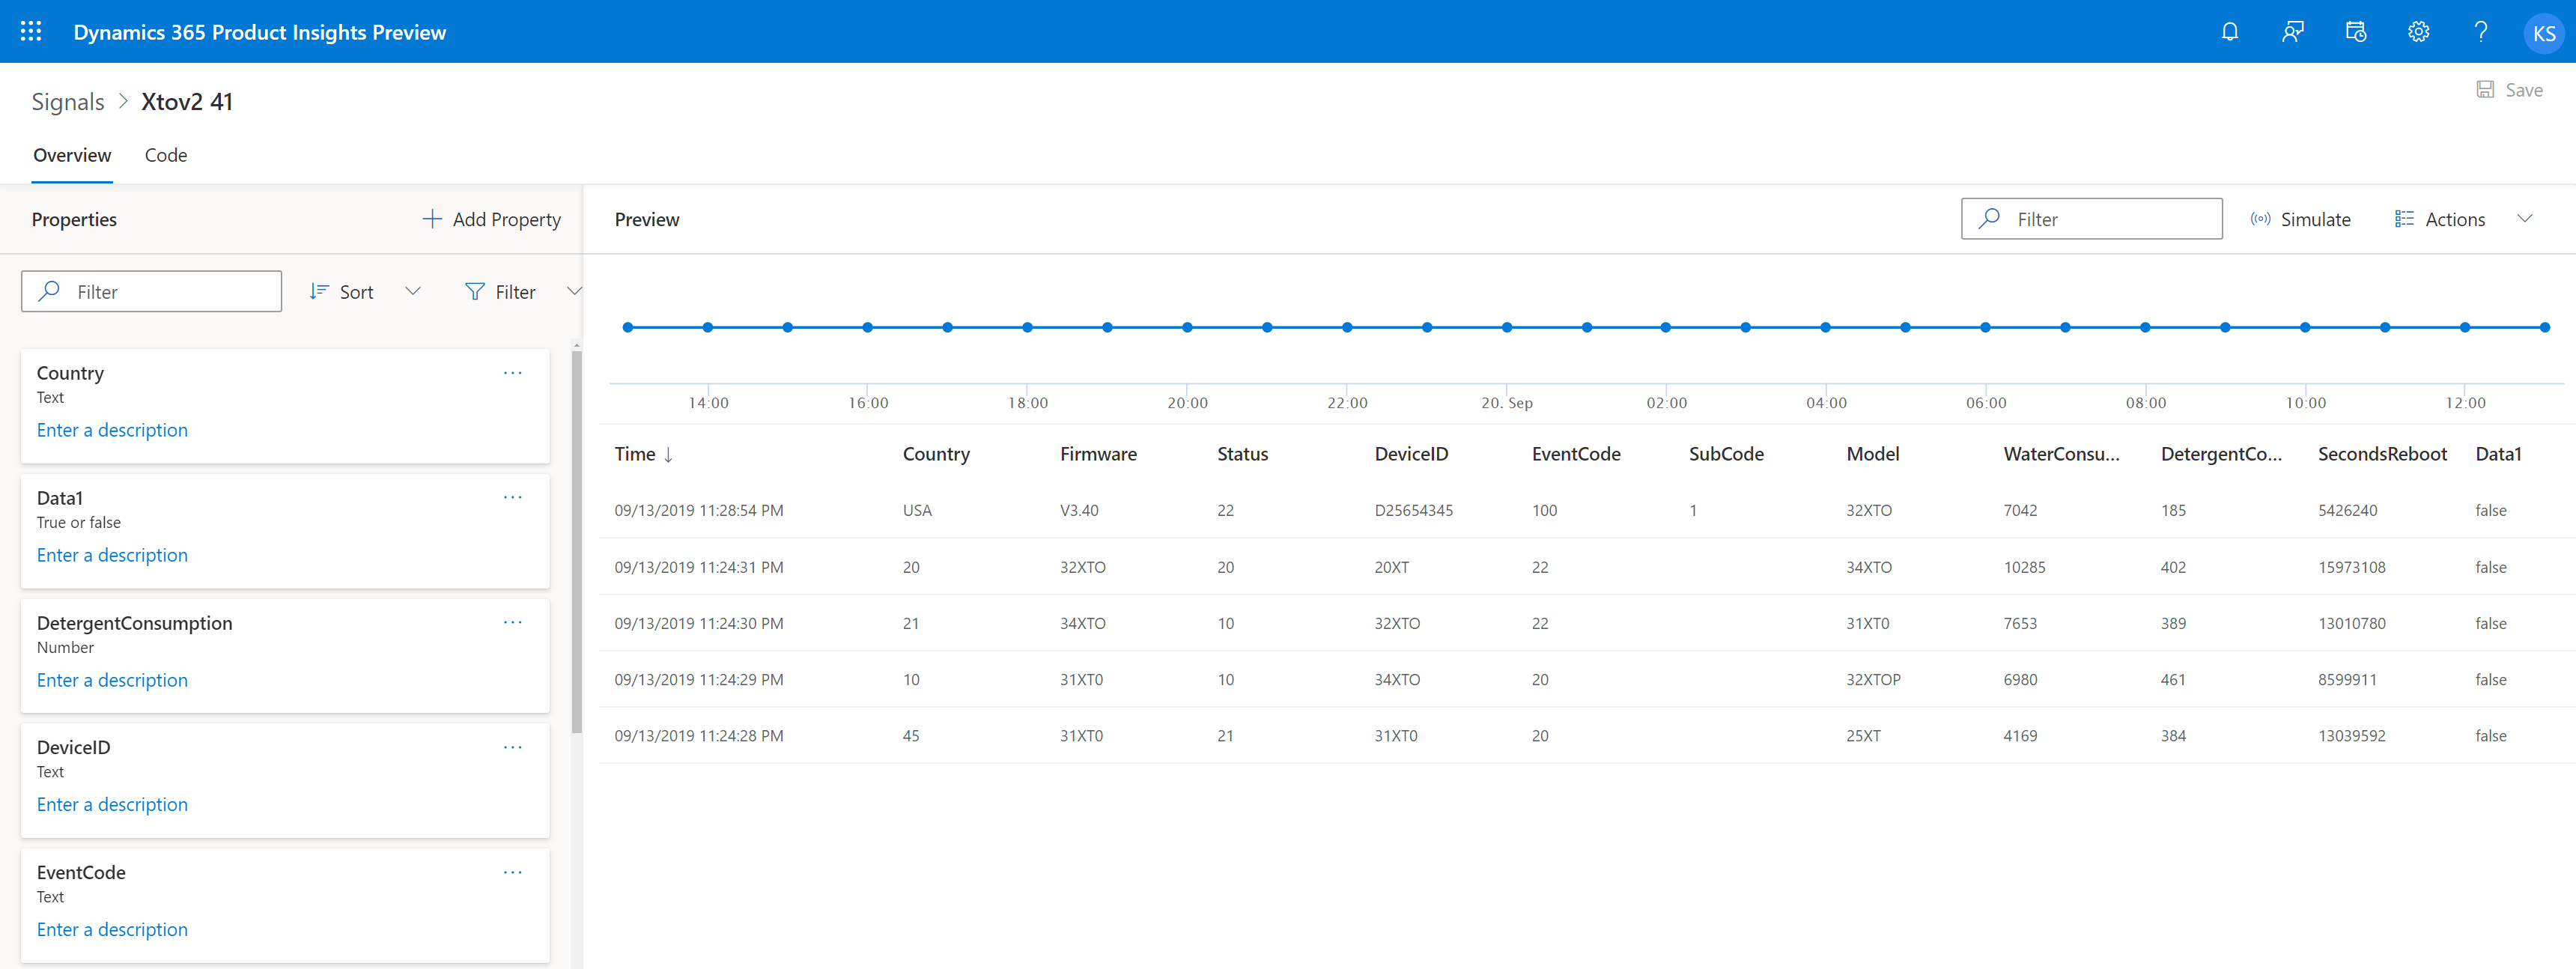 Dynamics 365 Product Insights Preview
KS
Signals > Xtov2 41
Save
Overview Code
Properties
Add Property
Filter
Sort
Filter
Country
Text
Enter a description
Data1
True or false
Enter a description
DetergentConsumption
Number
Enter a description
DeviceID
Text
Enter a description
EventCode
Text
Enter a description
Preview
Filter
Simulate
Actions
14:00 16:00 18:00 20:00 22:00 20. Sep 02:00 04:00 06:00 08:00 10:00 12:00
Time ↓ Country Firmware Status DeviceID EventCode SubCode Model WaterConsu... DetergentCo... SecondsReboot Data1
09/13/2019 11:28:54 PM USA V3.40 22 D25654345 100 1 32XTO 7042 185 5426240 false
09/13/2019 11:24:31 PM 20 32XTO 20 20XT 22 34XTO 10285 402 15973108 false
09/13/2019 11:24:30 PM 21 34XTO 10 32XTO 22 31XT0 7653 389 13010780 false
09/13/2019 11:24:29 PM 10 31XT0 10 34XTO 20 32XTOP 6980 461 8599911 false
09/13/2019 11:24:28 PM 45 31XT0 21 31XT0 20 25XT 4169 384 13039592 false